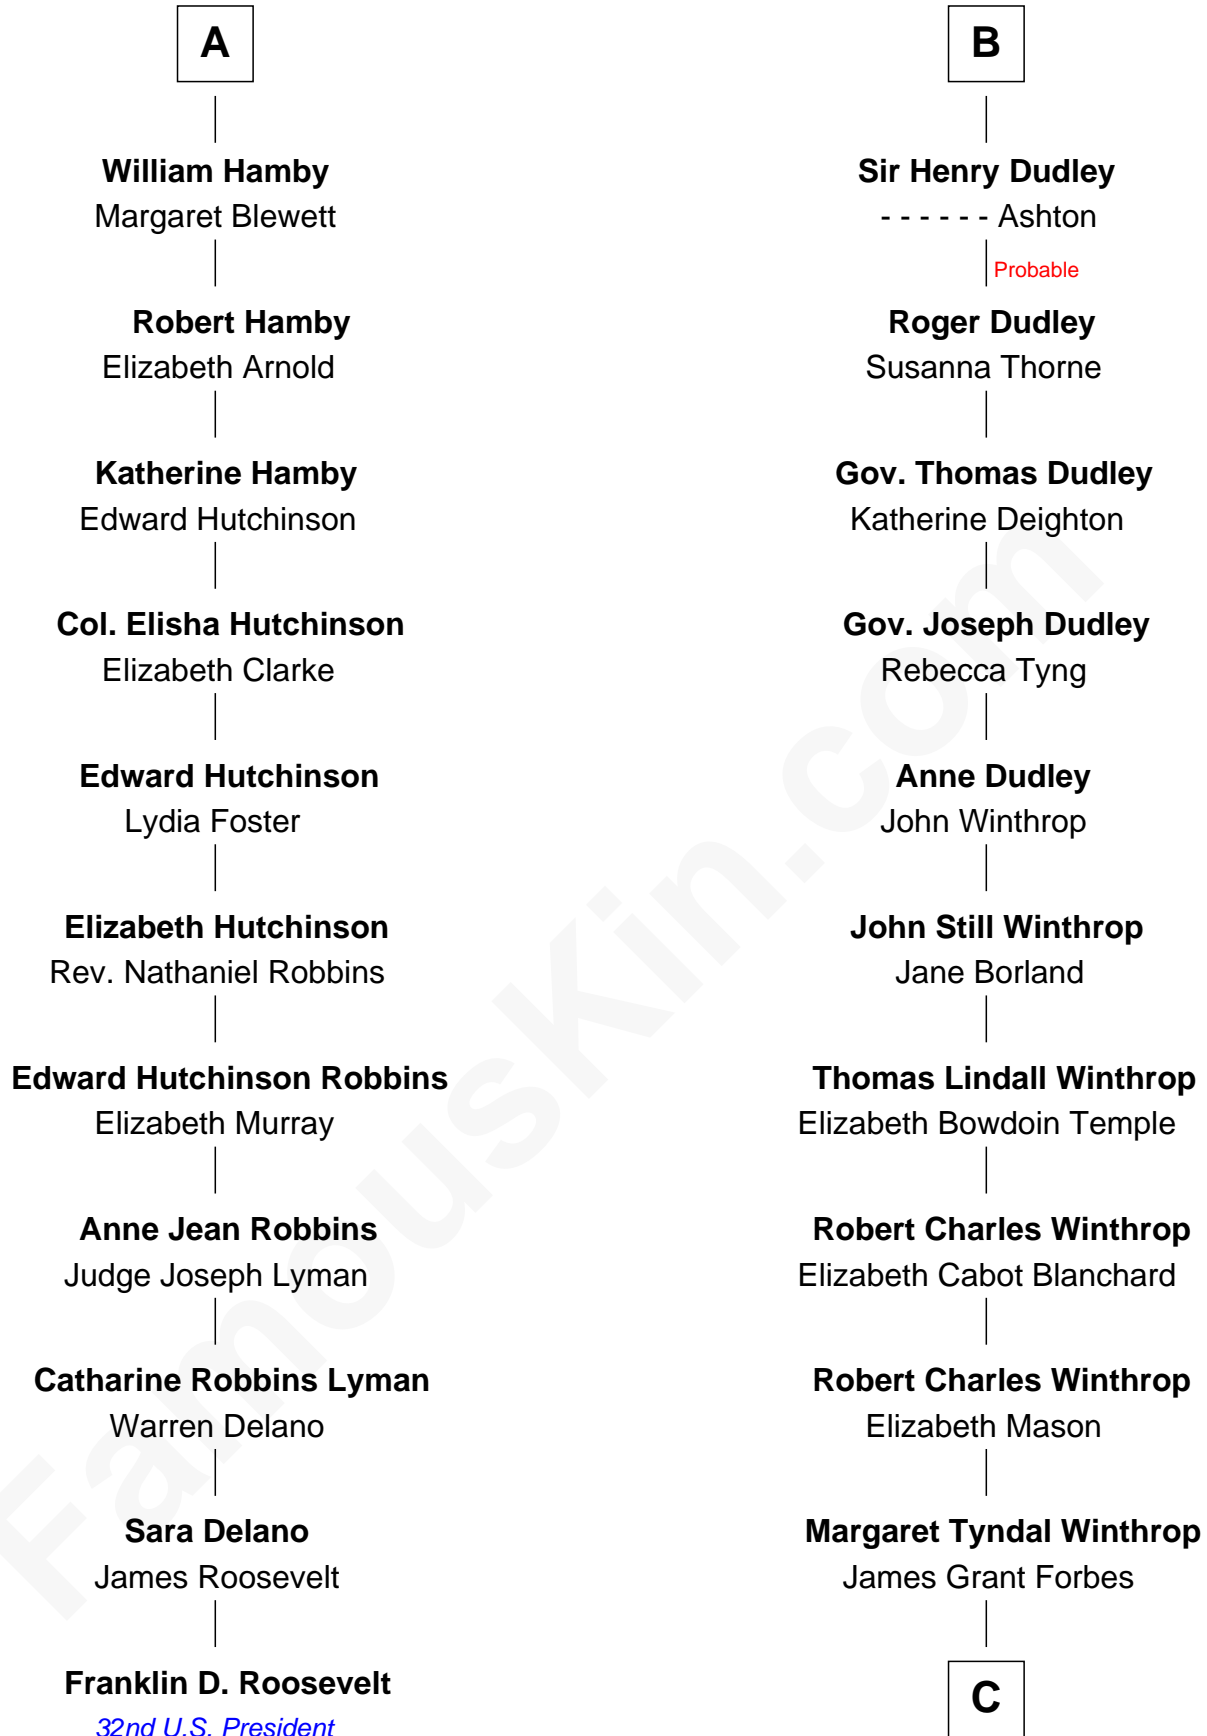 A
William Hamby
Margaret Blewett
Robert Hamby
Elizabeth Arnold
Katherine Hamby
Edward Hutchinson
Col. Elisha Hutchinson
Elizabeth Clarke
Edward Hutchinson
Lydia Foster
Elizabeth Hutchinson
Rev. Nathaniel Robbins
Edward Hutchinson Robbins
Elizabeth Murray
Anne Jean Robbins
Judge Joseph Lyman
Catharine Robbins Lyman
Warren Delano
Sara Delano
James Roosevelt
Franklin D. Roosevelt
32nd U.S. President
B
Sir Henry Dudley
- - - - - - Ashton
Probable
Roger Dudley
Susanna Thorne
Gov. Thomas Dudley
Katherine Deighton
Gov. Joseph Dudley
Rebecca Tyng
Anne Dudley
John Winthrop
John Still Winthrop
Jane Borland
Thomas Lindall Winthrop
Elizabeth Bowdoin Temple
Robert Charles Winthrop
Elizabeth Cabot Blanchard
Robert Charles Winthrop
Elizabeth Mason
Margaret Tyndal Winthrop
James Grant Forbes
C
FamousKin.com